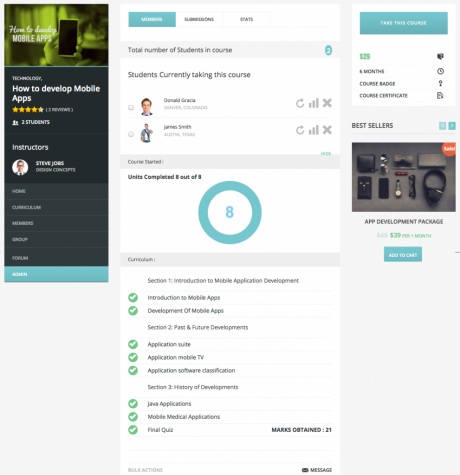 How to develop
MOBILE APPS
TECHNOLOGY,
How to develop Mobile
Apps
( 3 REVIEWS )
2 STUDENTS
Instructors
STEVE JOBS
DESIGN CONCEPTS
HOME
CURRICULUM
MEMBERS
GROUP
FORUM
ADMIN
MEMBERS
SUBMISSIONS
STATS
Total number of Students in course
2
Students Currently taking this course
Donald Gracia
DENVER, COLORADO
James Smith
AUSTIN, TEXAS
HIDE
Course Started :
Units Completed 8 out of 8
8
Curriculum :
Section 1: Introduction to Mobile Application Development
Introduction to Mobile Apps
Development Of Mobile Apps
Section 2: Past & Future Developments
Application suite
Application mobile TV
Application software classification
Section 3: History of Developments
Java Applications
Mobile Medical Applications
Final Quiz MARKS OBTAINED : 21
BULK ACTIONS
MESSAGE
TAKE THIS COURSE
$29
6 MONTHS
COURSE BADGE
COURSE CERTIFICATE
BEST SELLERS
Sale!
APP DEVELOPMENT PACKAGE
$39 PER 1 MONTH
ADD TO CART